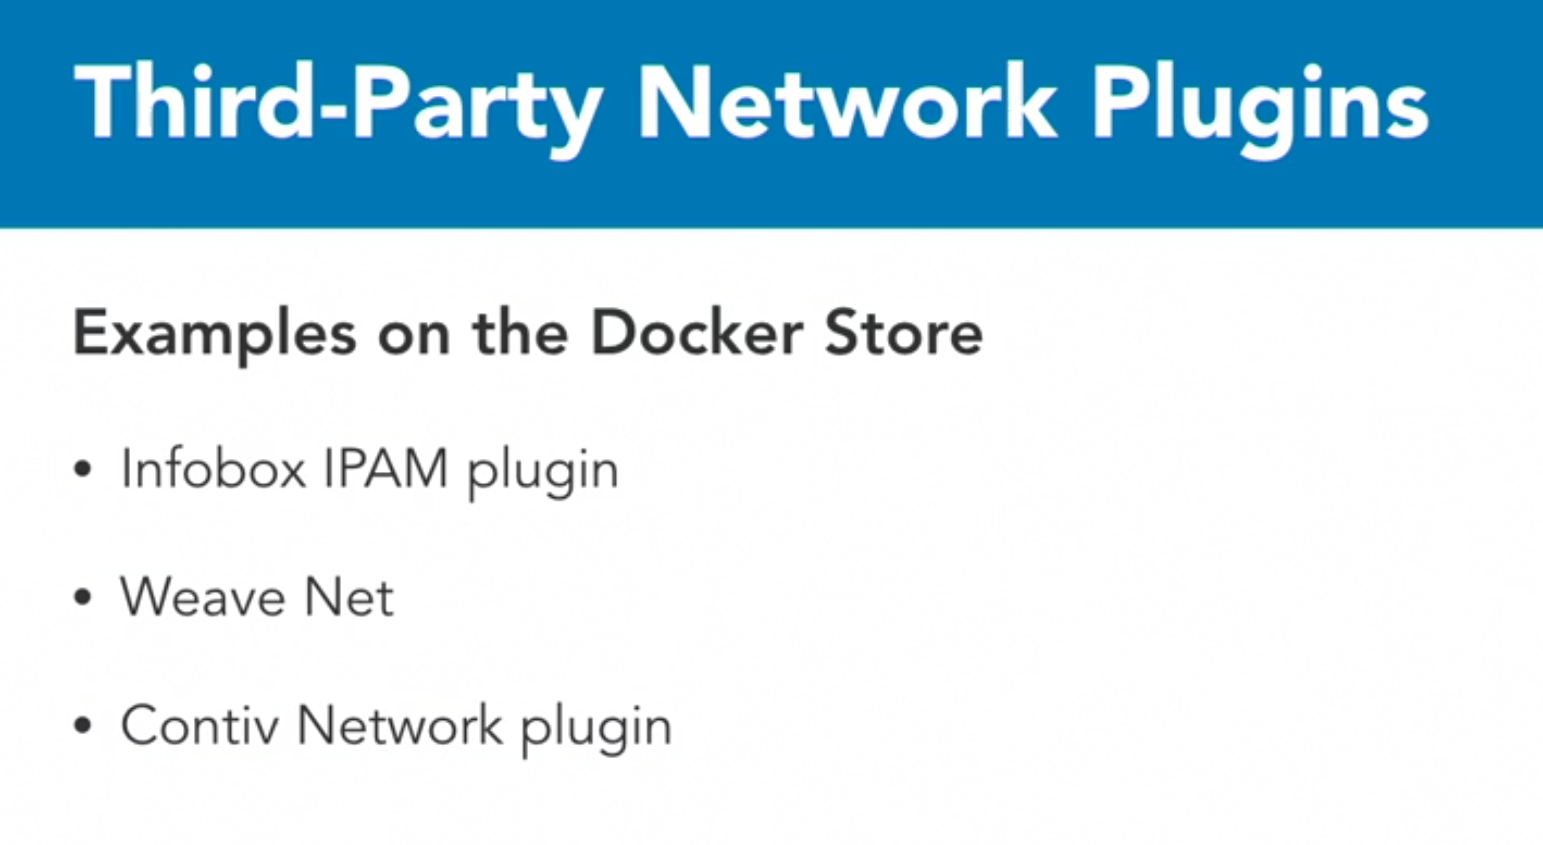 Third-Party Network Plugins
Examples on the Docker Store
• Infobox IPAM plugin
• Weave Net
• Contiv Network plugin